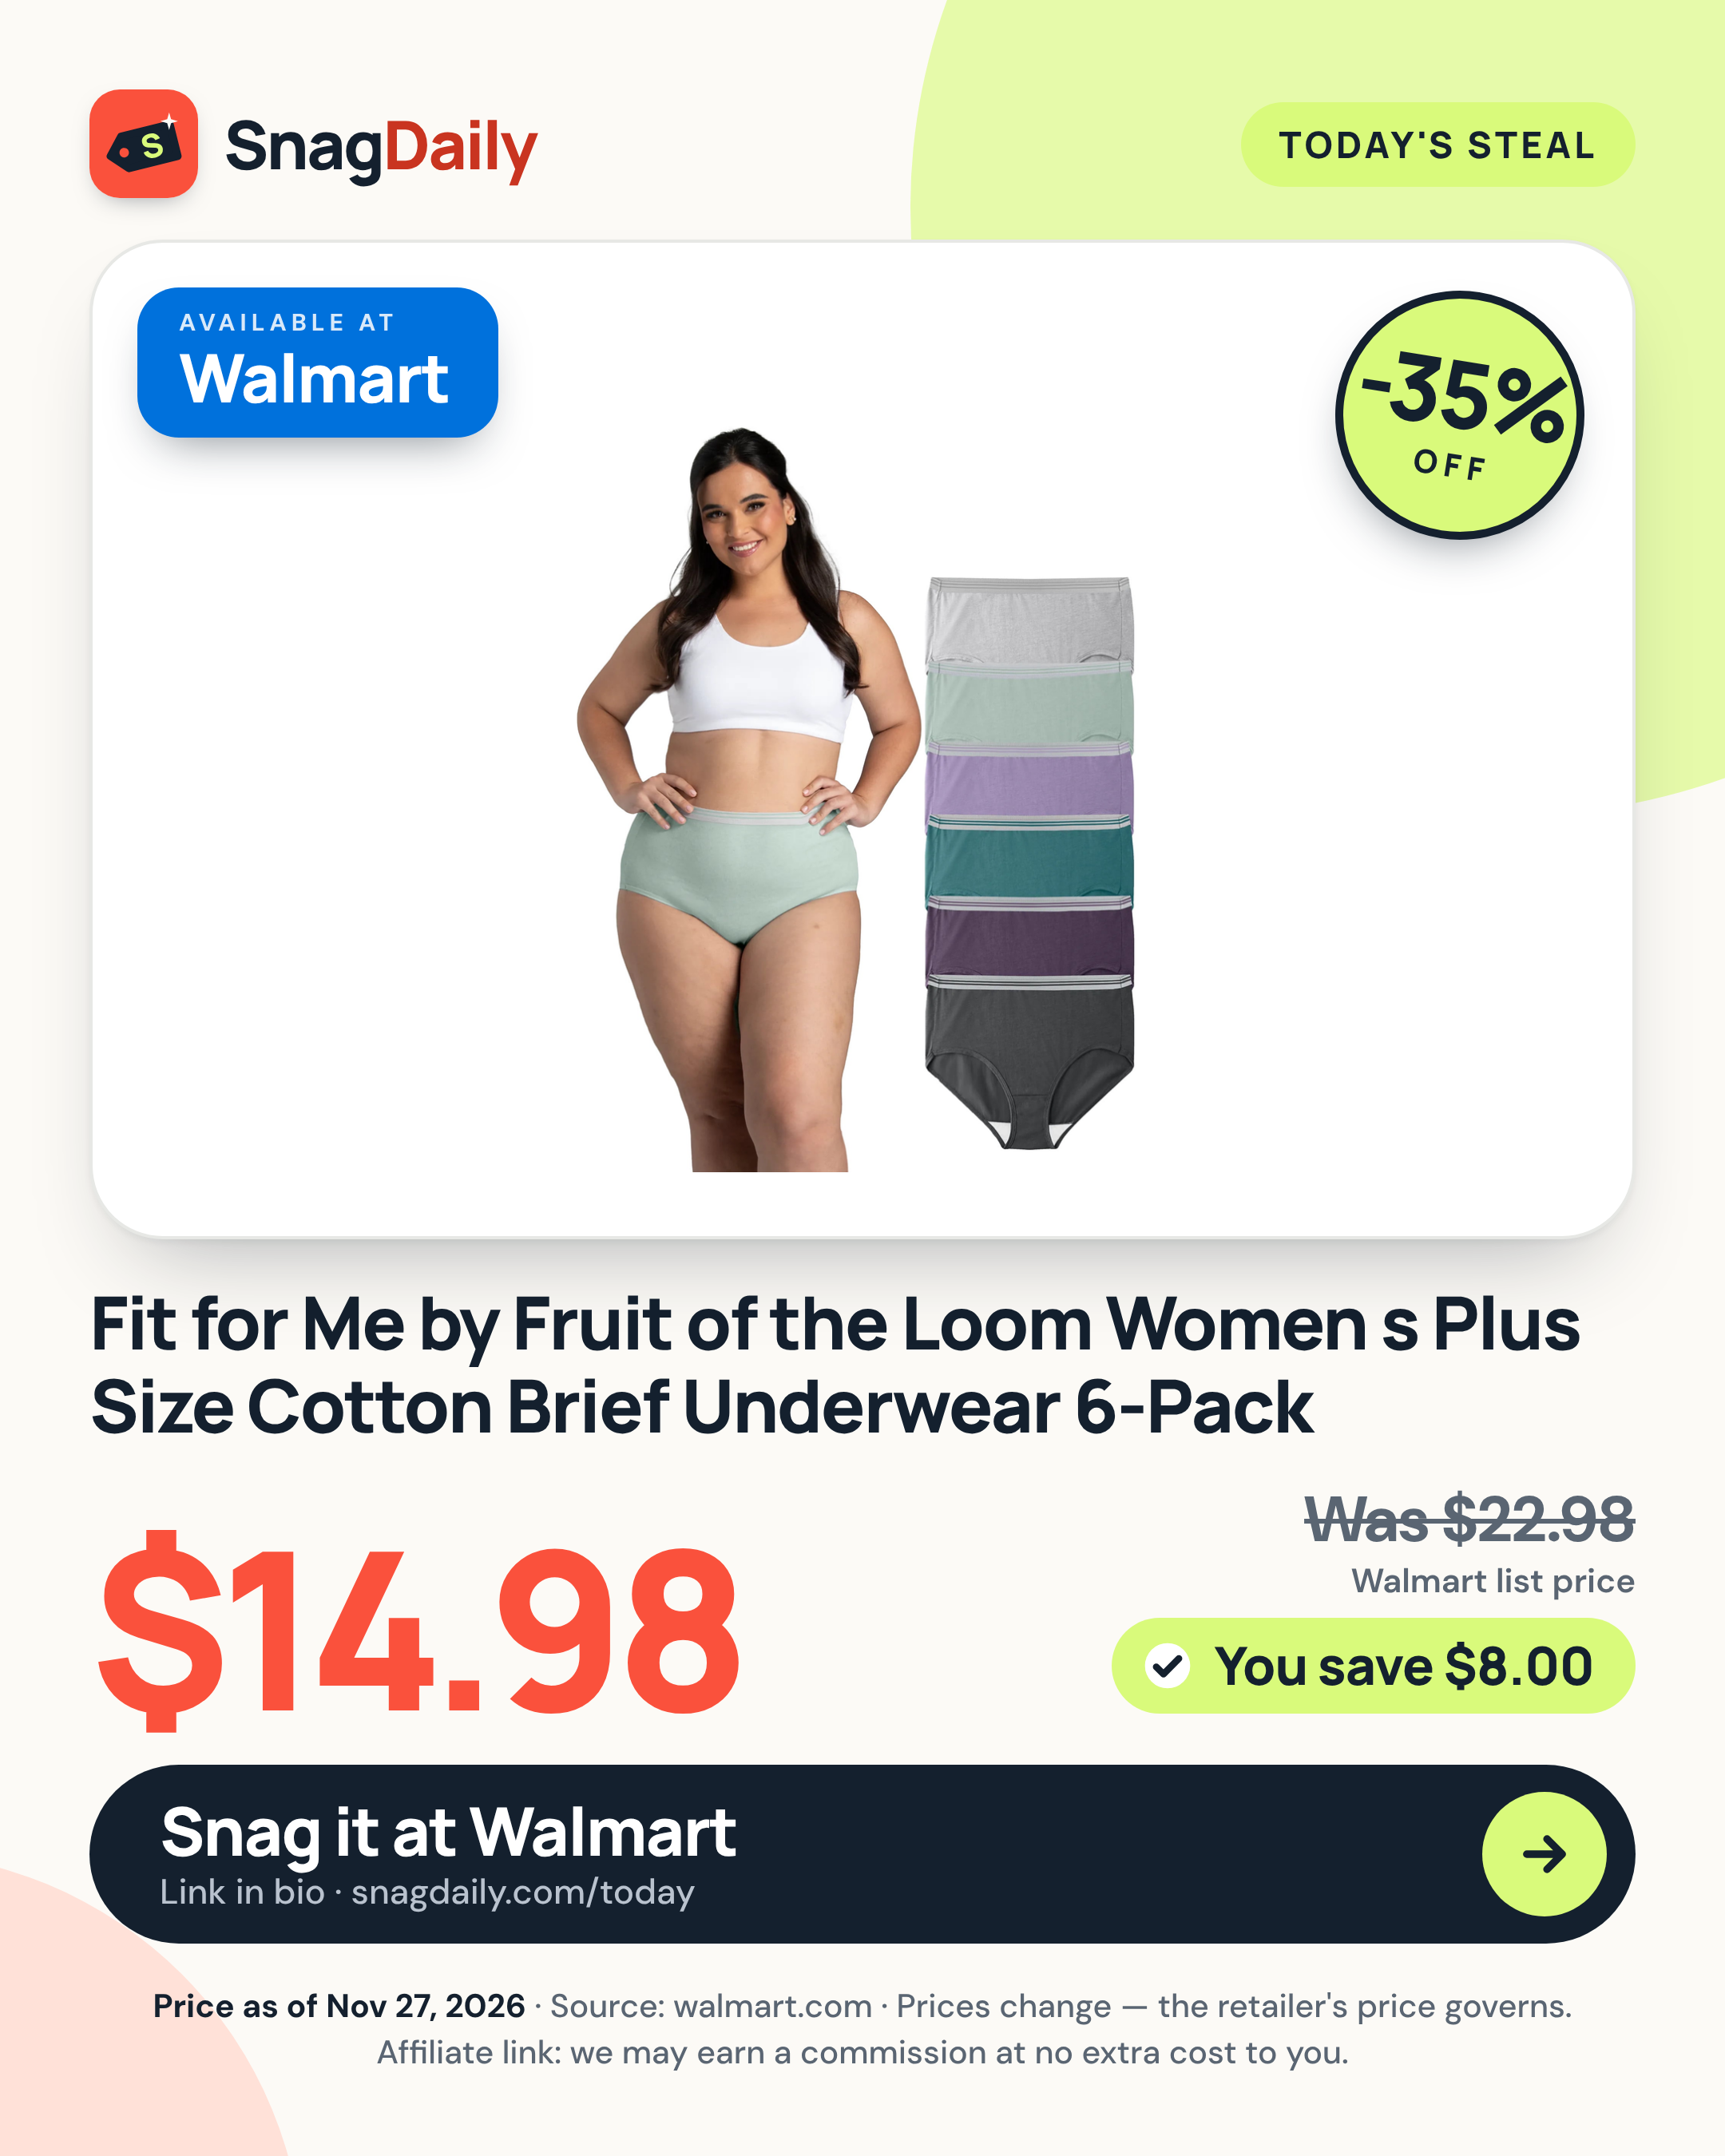 S
SnagDaily
TODAY'S STEAL
AVAILABLE AT
Walmart
-35%
OFF
Fit for Me by Fruit of the Loom Women s Plus
Size Cotton Brief Underwear 6-Pack
$14.98
Was $22.98
Walmart list price
You save $8.00
Snag it at Walmart
Link in bio · snagdaily.com/today
Price as of Nov 27, 2026 · Source: walmart.com · Prices change — the retailer's price governs.
Affiliate link: we may earn a commission at no extra cost to you.